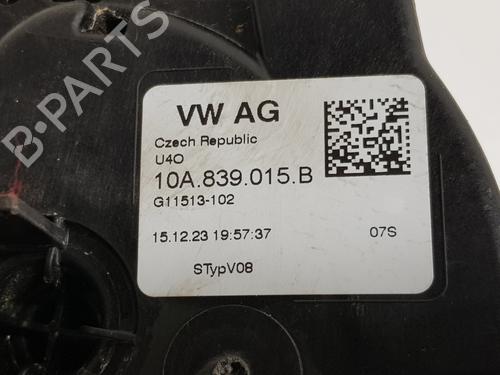 B-PARTS
VW AG
Czech Republic
U4O
10A.839.015.B
G11513-102
15.12.23 19:57:37 07S
STypV08